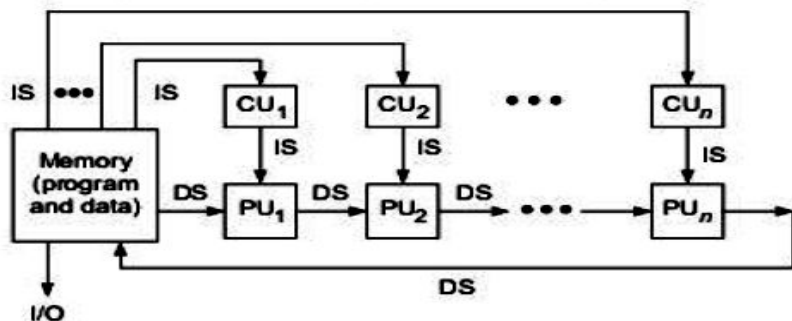 IS ••• IS
CU1 CU2 ••• CUn
IS IS IS
Memory
(program
and data)
DS PU1 DS PU2 DS ••• PUn
DS
I/O